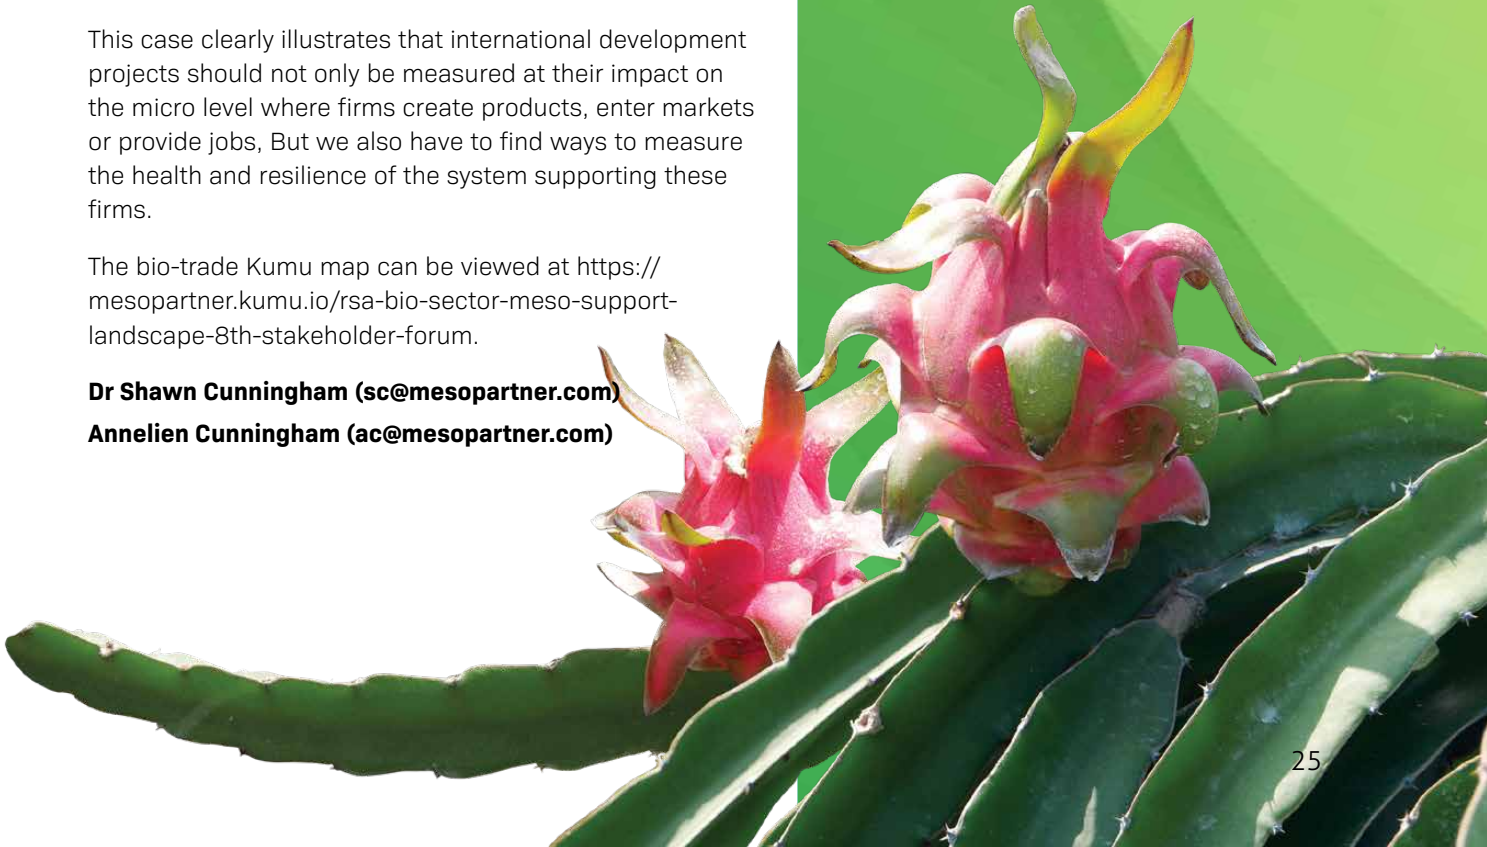 This case clearly illustrates that international development
projects should not only be measured at their impact on
the micro level where firms create products, enter markets
or provide jobs, But we also have to find ways to measure
the health and resilience of the system supporting these
firms.
The bio-trade Kumu map can be viewed at https://
mesopartner.kumu.io/rsa-bio-sector-meso-support-
landscape-8th-stakeholder-forum.
Dr Shawn Cunningham (sc@mesopartner.com)
Annelien Cunningham (ac@mesopartner.com)
25